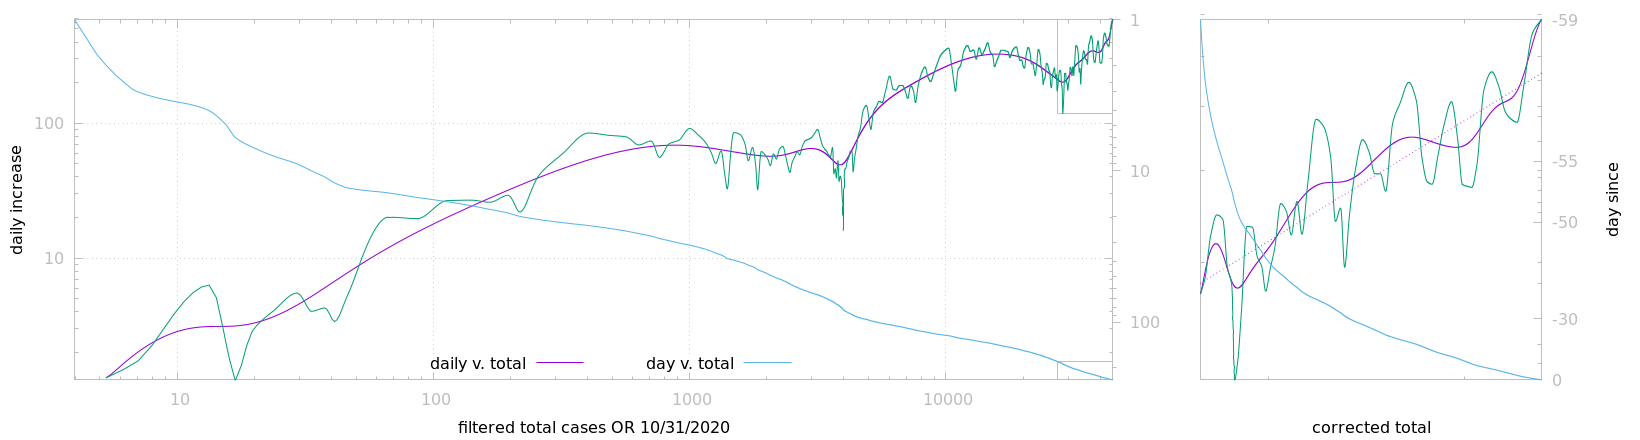 daily increase
100
10
10
100
1000
10000
filtered total cases OR 10/31/2020
daily v. total
day v. total
1
10
100
corrected total
-59
-55
-50
-30
0
day since